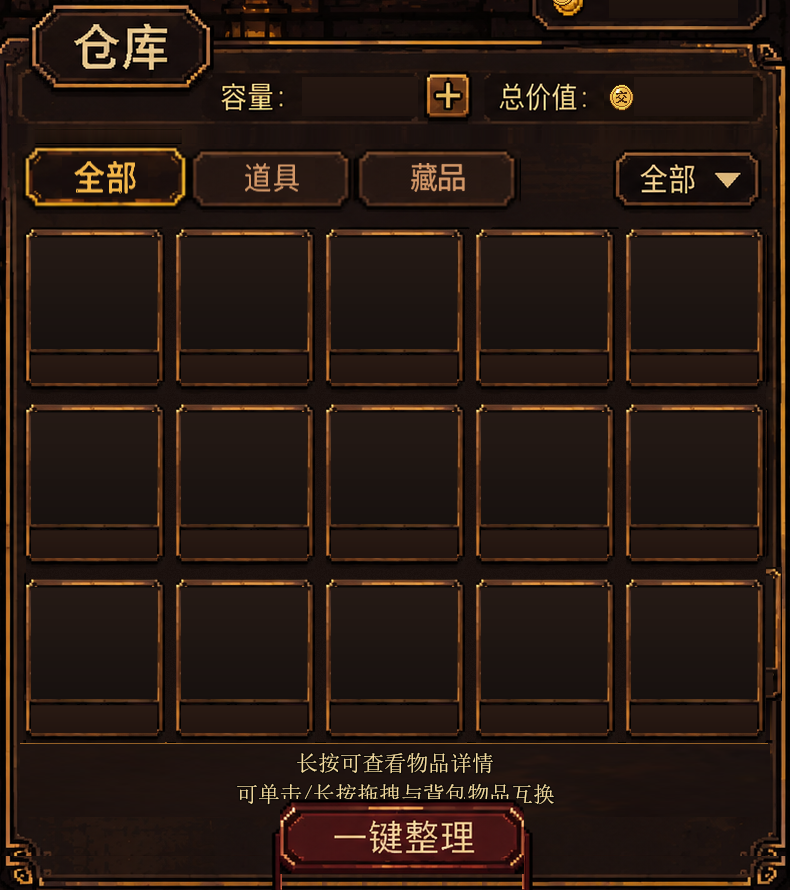 仓库
容量：
总价值：
交
全部 道具 藏品 全部
长按可查看物品详情
可单击/长按拖拽与背包物品互换
一键整理